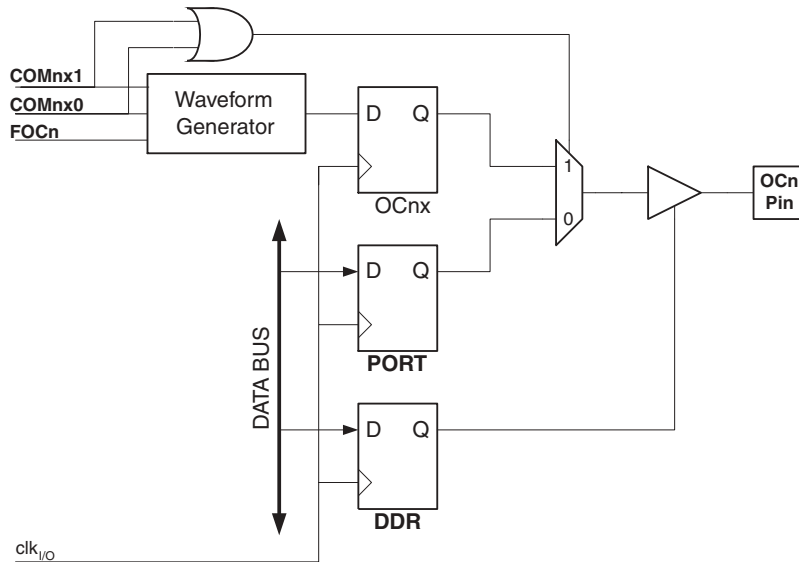 COMnx1
COMnx0
FOCn
Waveform
Generator
D Q
OCnx
1
0
OCn
Pin
D Q
PORT
DATA BUS
D Q
DDR
clkI/O